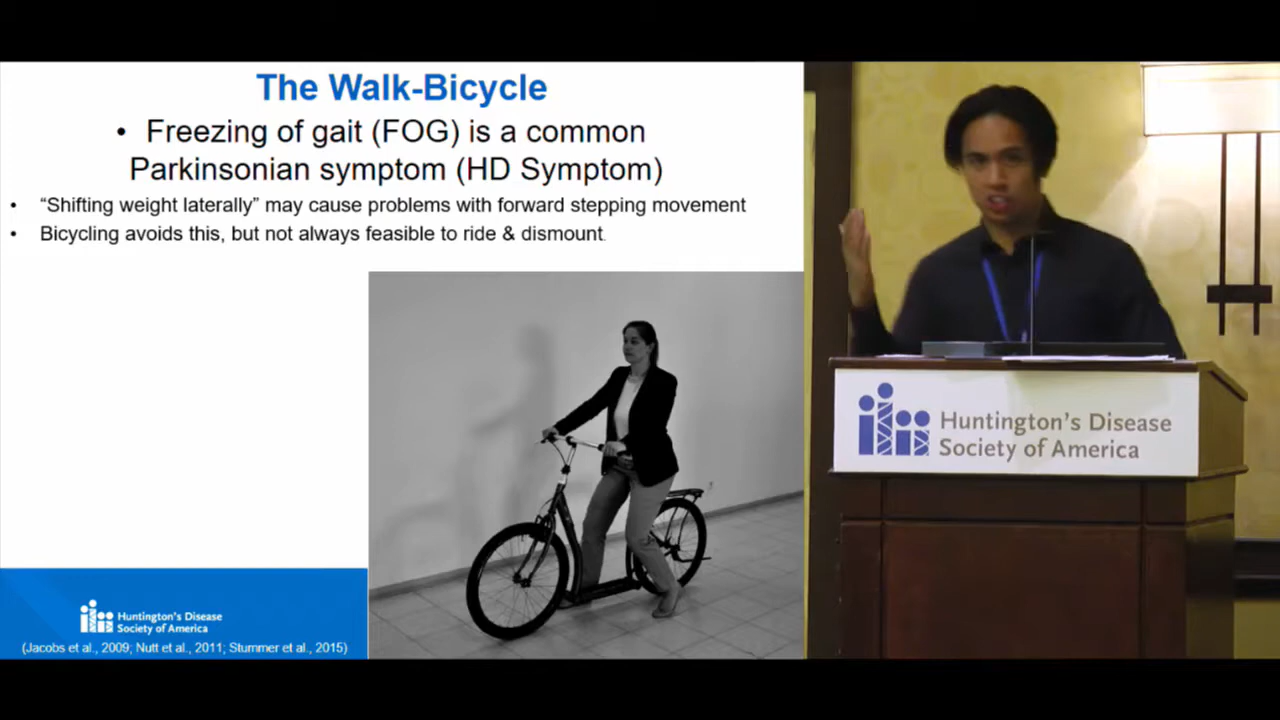 The Walk-Bicycle
• Freezing of gait (FOG) is a common
Parkinsonian symptom (HD Symptom)
• “Shifting weight laterally” may cause problems with forward stepping movement
• Bicycling avoids this, but not always feasible to ride & dismount.
Huntington's Disease
Society of America
(Jacobs et al., 2009; Nutt et al., 2011; Stummer et al., 2015)
Huntington's Disease
Society of America